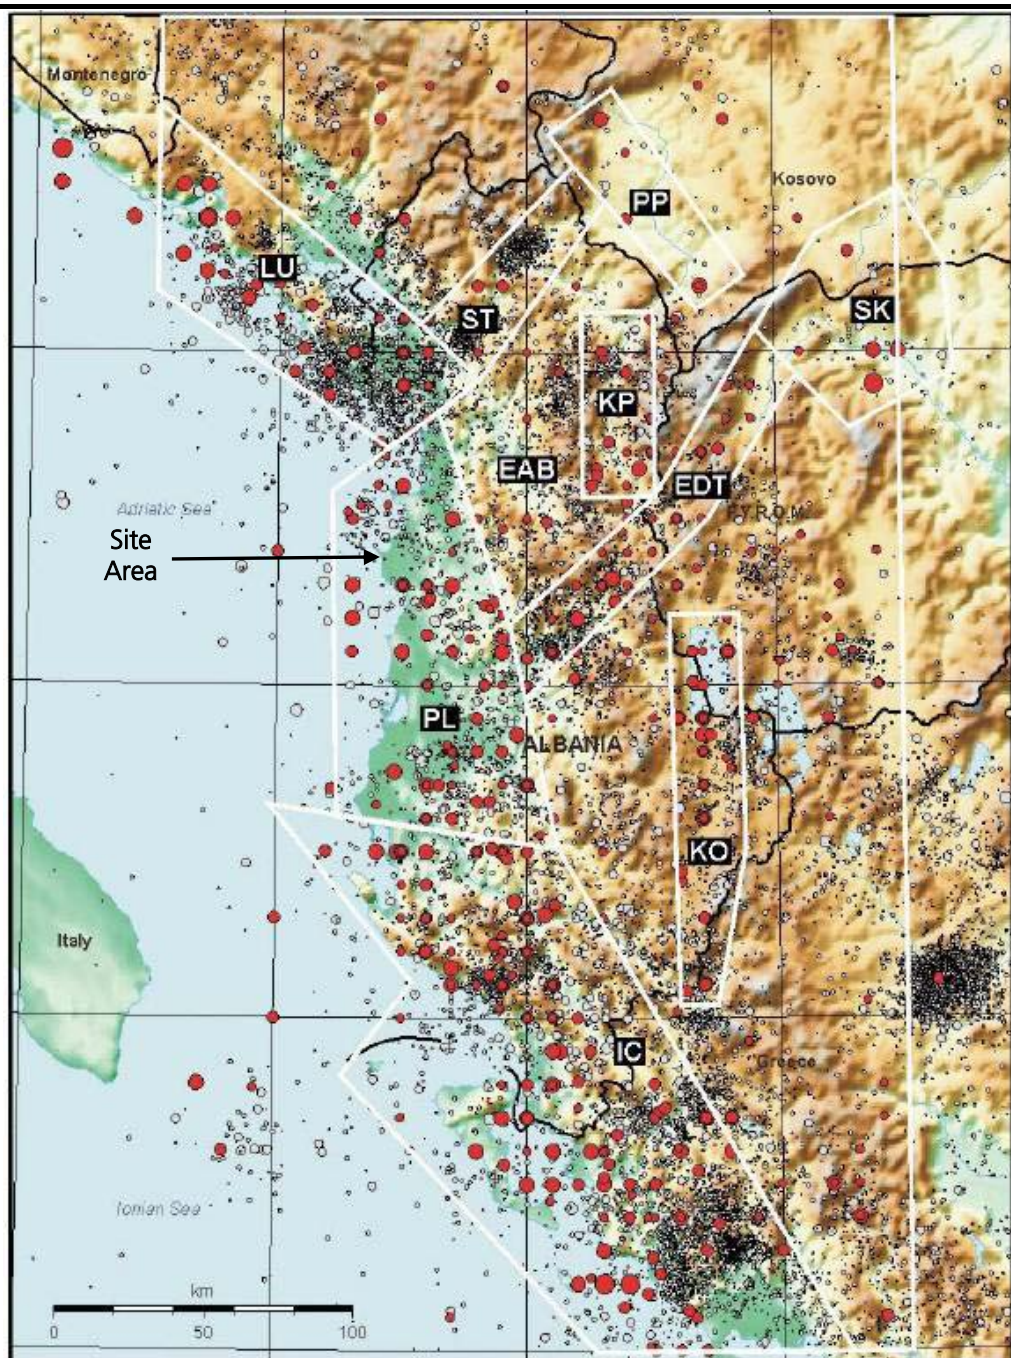 Montenegro
Kosovo
PP
LU
ST
SK
KP
EAB
EDT
Adriatic Sea
F.Y.R.O.M.
Site
Area
PL
ALBANIA
KO
Italy
IC
Greece
Ionian Sea
km
0 50 100